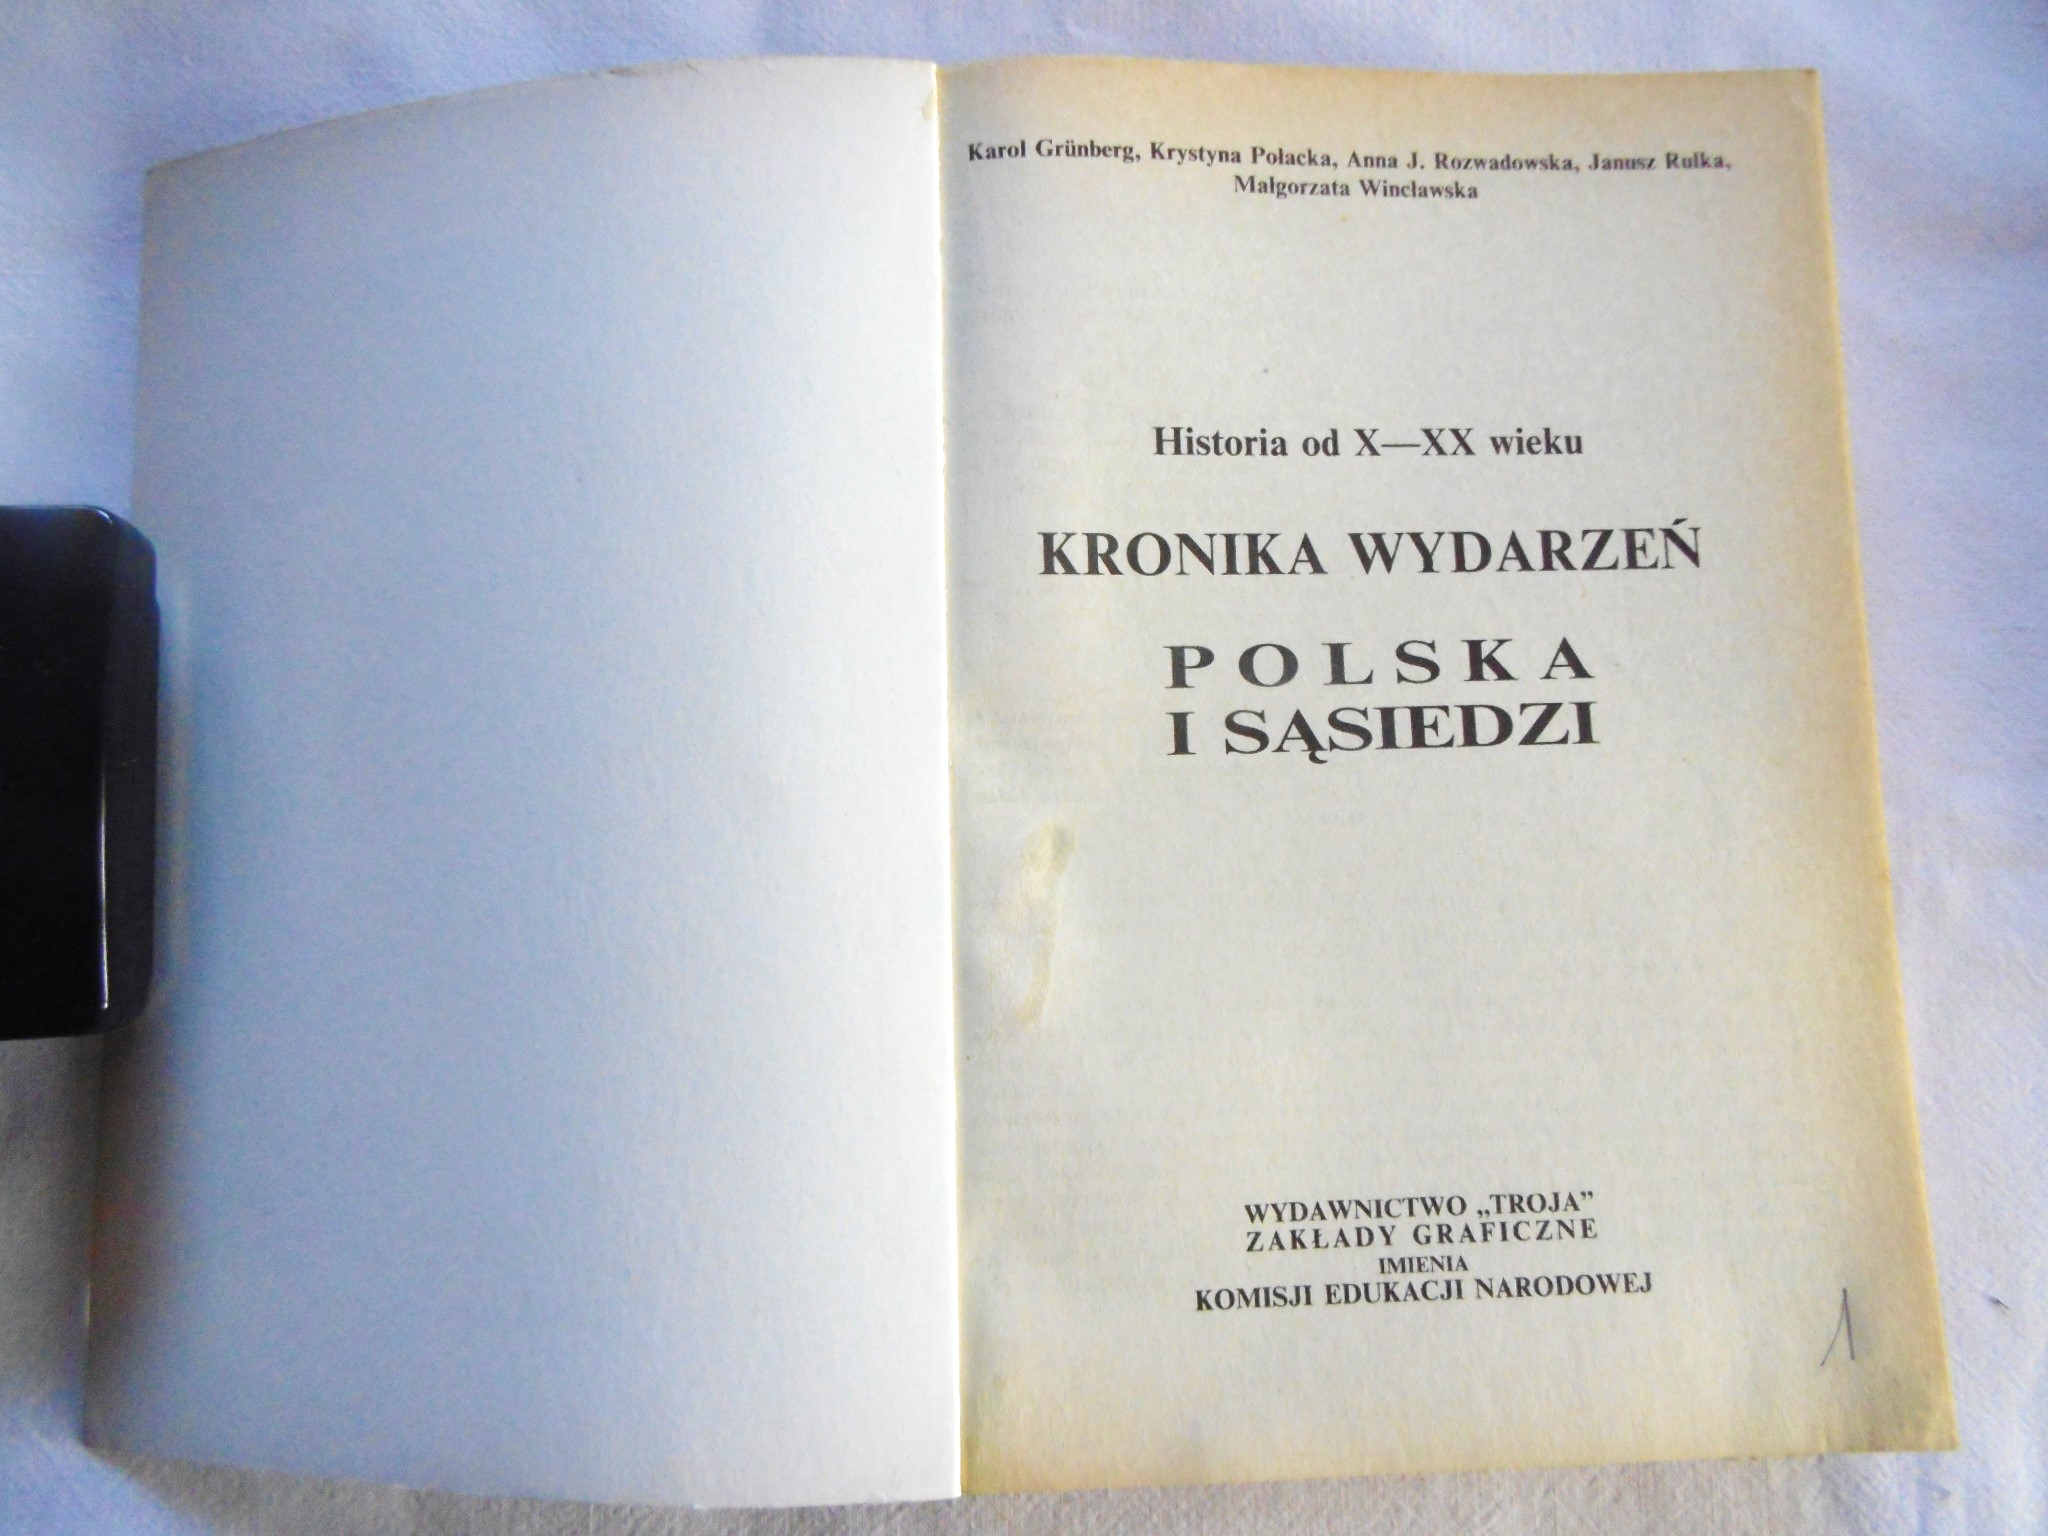 Karol Grünberg, Krystyna Połacka, Anna J. Rozwadowska, Janusz Rulka,
Małgorzata Wincławska
Historia od X—XX wieku
KRONIKA WYDARZEŃ
POLSKA
I SĄSIEDZI
WYDAWNICTWO „TROJA”
ZAKŁADY GRAFICZNE
IMIENIA
KOMISJI EDUKACJI NARODOWEJ
1